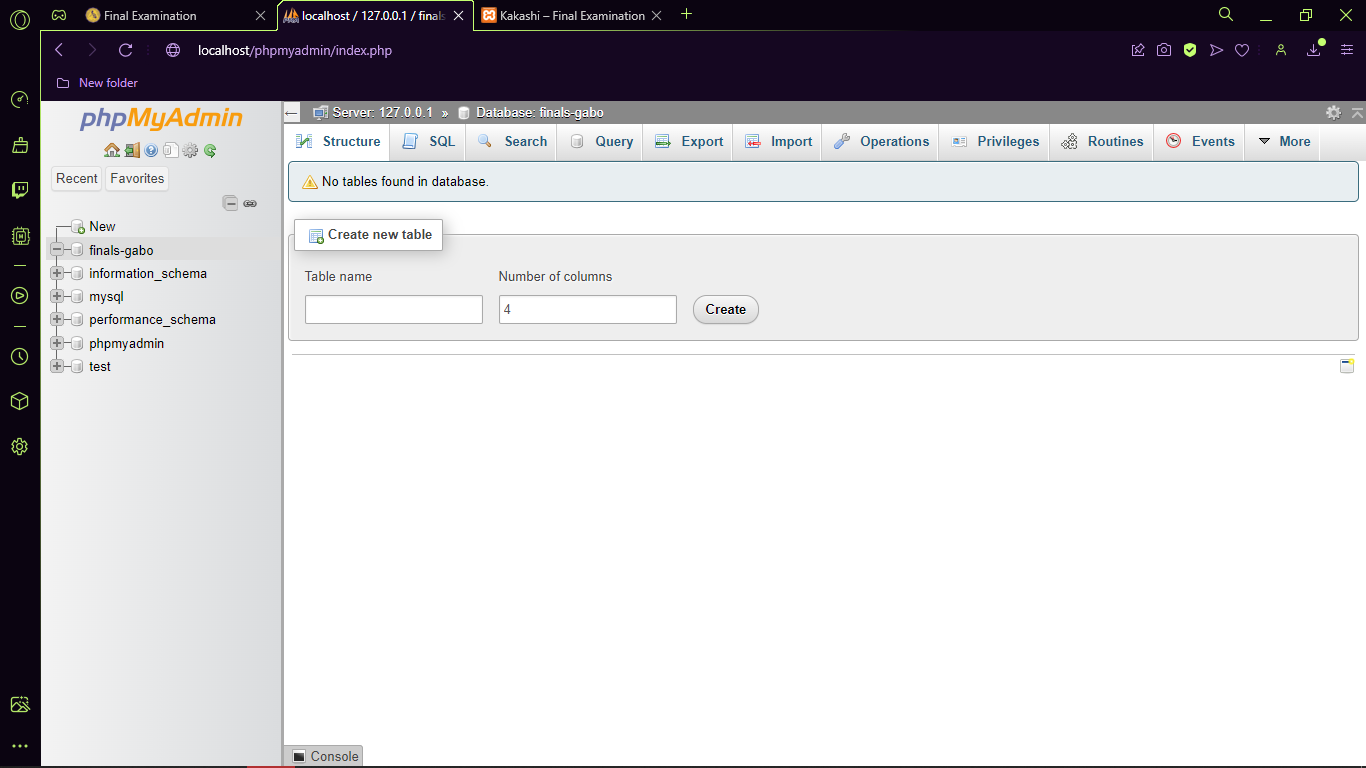 Final Examination
localhost / 127.0.0.1 / finals
Kakashi – Final Examination
localhost/phpmyadmin/index.php
New folder
phpMyAdmin
Recent
Favorites
New
finals-gabo
information_schema
mysql
performance_schema
phpmyadmin
test
Server: 127.0.0.1 » Database: finals-gabo
Structure
SQL
Search
Query
Export
Import
Operations
Privileges
Routines
Events
More
No tables found in database.
Create new table
Table name
Number of columns
4
Create
Console